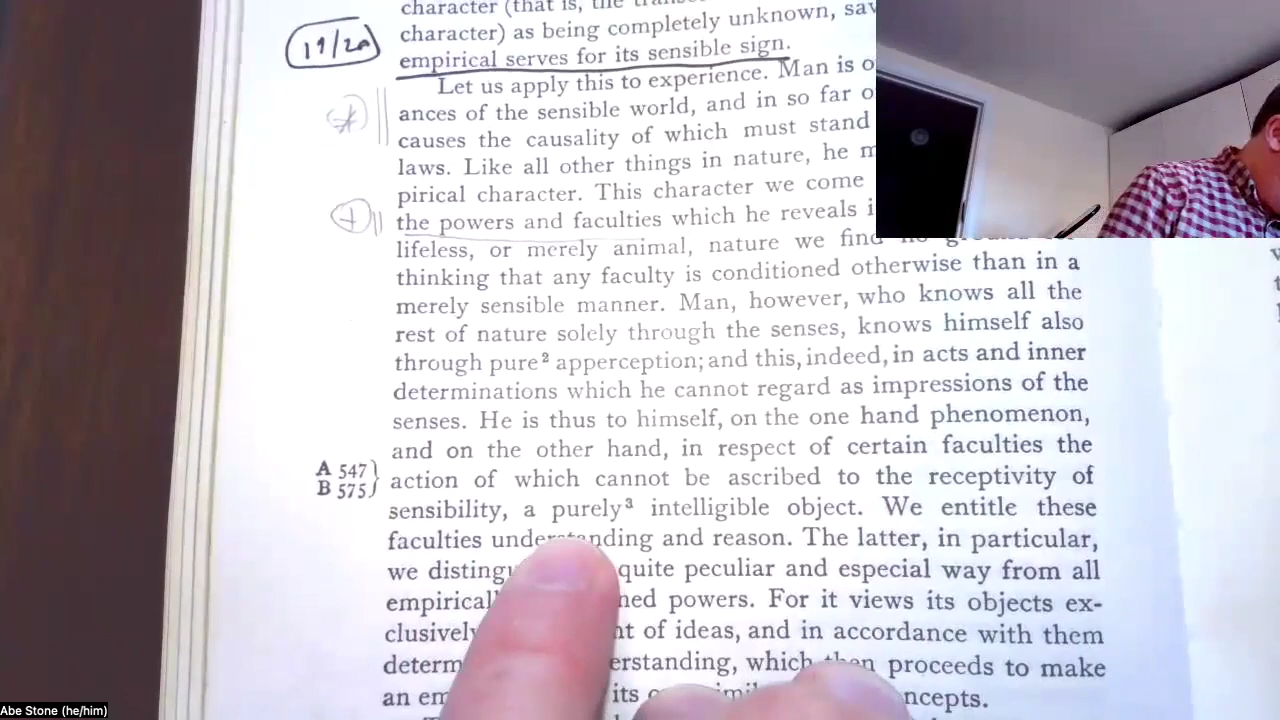 character (that is, the
character) as being completely unknown,
empirical serves for its sensible sign.
19/20
Let us apply this to experience. Man is
ances of the sensible world, and in so far
causes the causality of which must stand
laws. Like all other things in nature, he
pirical character. This character we come
the powers and faculties which he reveals
lifeless, or merely animal, nature we find
thinking that any faculty is conditioned otherwise than in a
merely sensible manner. Man, however, who knows all the
rest of nature solely through the senses, knows himself also
through pure² apperception; and this, indeed, in acts and inner
determinations which he cannot regard as impressions of the
senses. He is thus to himself, on the one hand phenomenon,
and on the other hand, in respect of certain faculties the
A 547
B 575
action of which cannot be ascribed to the receptivity of
sensibility, a purely³ intelligible object. We entitle these
faculties understanding and reason. The latter, in particular,
we quite peculiar and especial way from all
powers. For it views its objects ex-
clusively of ideas, and in accordance with them
which then proceeds to make
an its
Abe Stone (he/him)